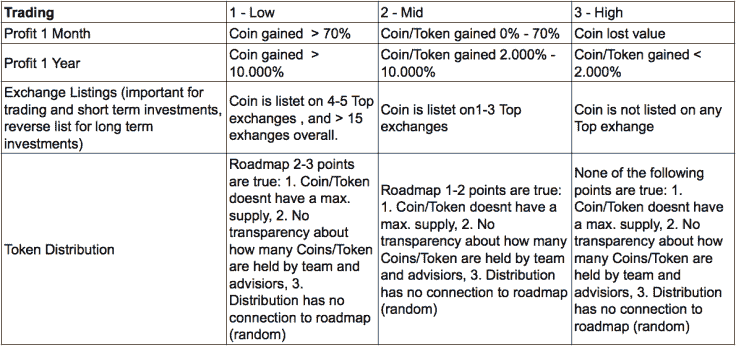 Trading
1 - Low
2 - Mid
3 - High
Profit 1 Month
Coin gained > 70%
Coin/Token gained 0% - 70%
Coin lost value
Profit 1 Year
Coin gained >
10.000%
Coin/Token gained 2.000% -
10.000%
Coin/Token gained <
2.000%
Exchange Listings (important for
trading and short term investments,
reverse list for long term
investments)
Coin is listet on 4-5 Top
exchanges , and > 15
exhanges overall.
Coin is listet on1-3 Top
exchanges
Coin is not listed on any
Top exhange
Token Distribution
Roadmap 2-3 points
are true: 1. Coin/Token
doesnt have a max.
supply, 2. No
transparency about
how many Coins/Token
are held by team and
advisiors, 3.
Distribution has no
connection to roadmap
(random)
Roadmap 1-2 points are true:
1. Coin/Token doesnt have a
max. supply, 2. No
transparency about how many
Coins/Token are held by team
and advisiors, 3. Distribution
has no connection to roadmap
(random)
None of the following
points are true: 1.
Coin/Token doesnt have
a max. supply, 2. No
transparency about how
many Coins/Token are
held by team and
advisiors, 3. Distribution
has no connection to
roadmap (random)